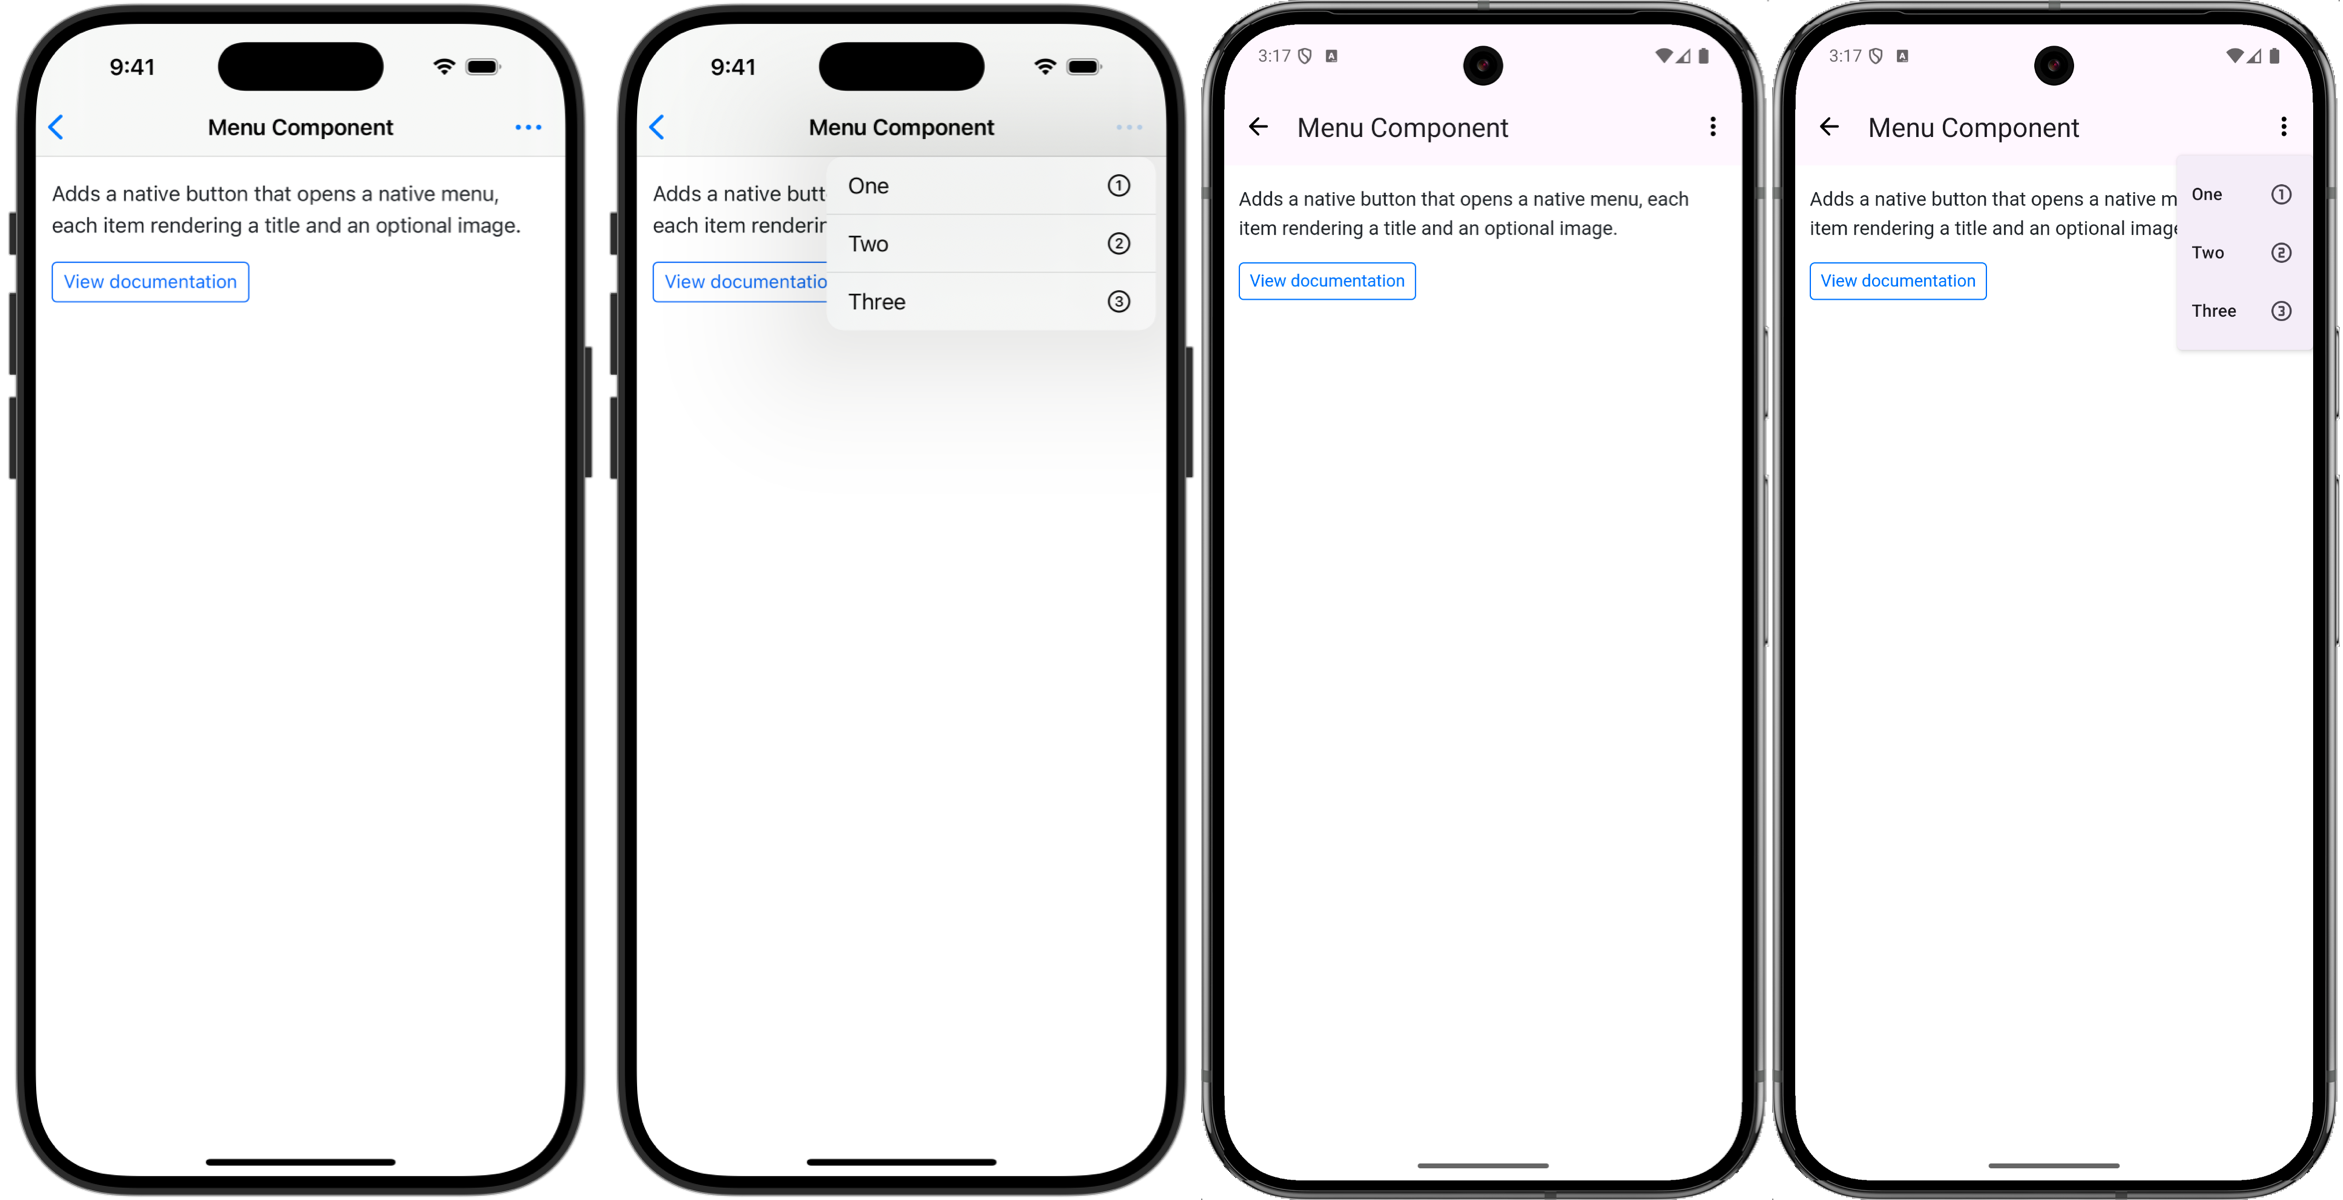 9:41
Menu Component
Adds a native button that opens a native menu,
each item rendering a title and an optional image.
View documentation
9:41
Menu Component
Adds a native butt
each item renderin
View documentatio
One 1
Two 2
Three 3
3:17 A
Menu Component
Adds a native button that opens a native menu, each
item rendering a title and an optional image.
View documentation
3:17 A
Menu Component
Adds a native button that opens a native m
item rendering a title and an optional image
View documentation
One 1
Two 2
Three 3